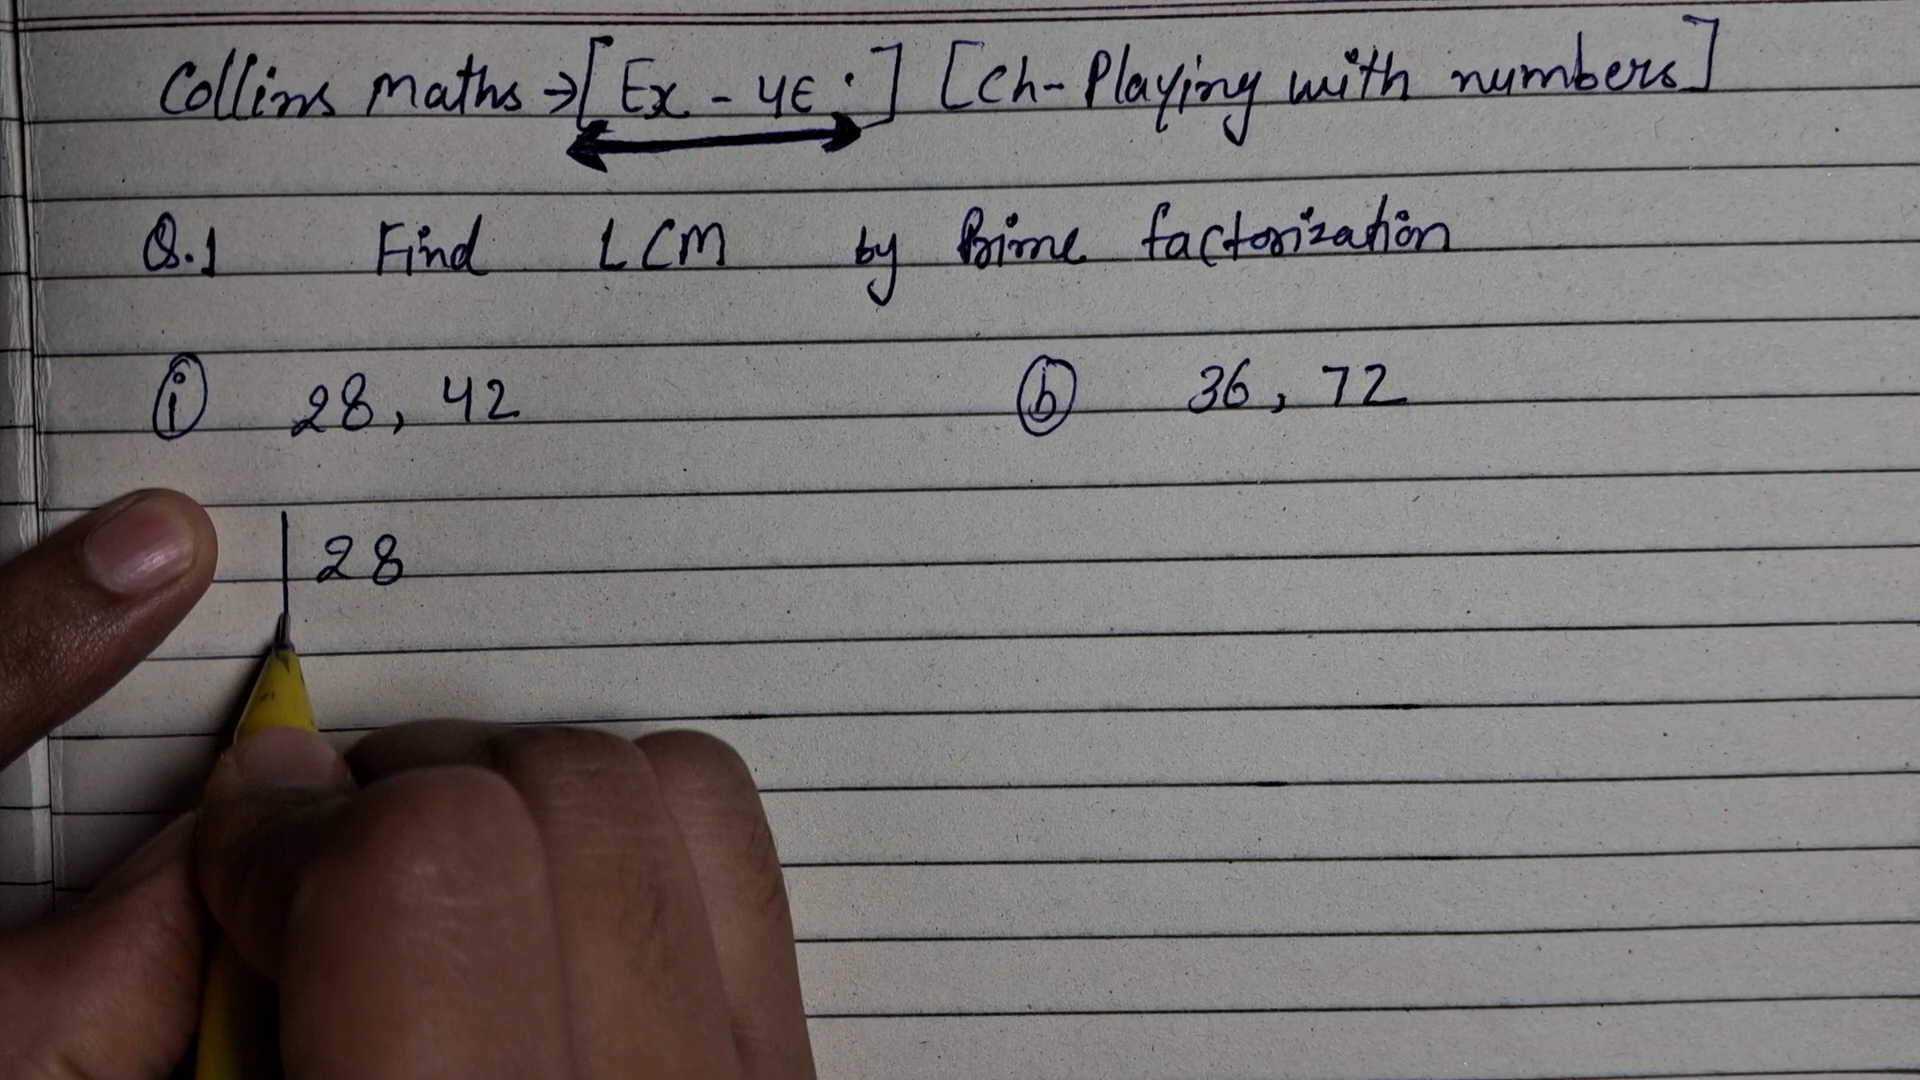 Collins Maths → [Ex - 4E ·] [Ch- Playing with numbers]
Q.1 Find LCM by Prime factorization
(i) 28, 42 (b) 36, 72
28